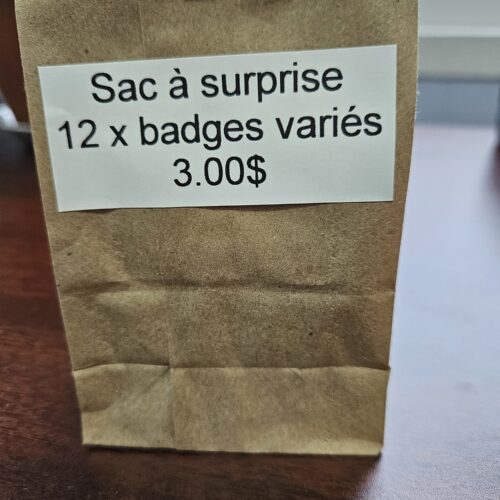 Sac à surprise
12 x badges variés
3.00$